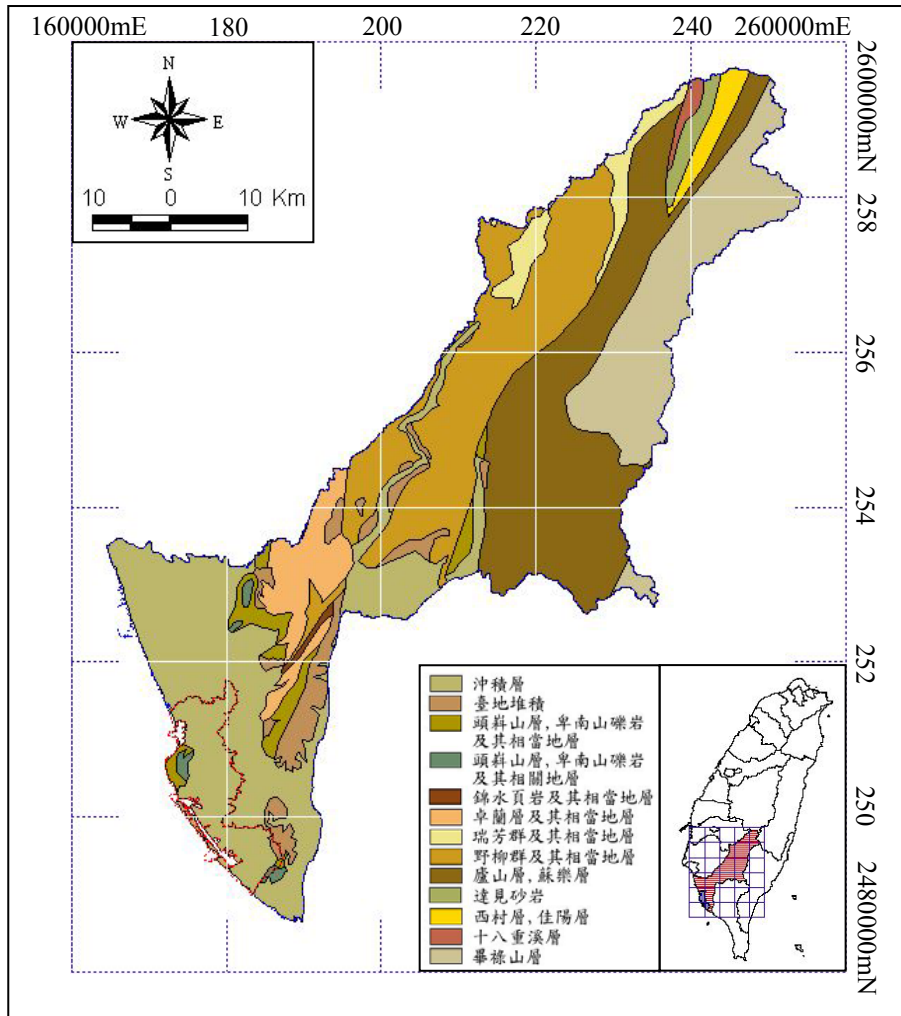 160000mE 180 200 220 240 260000mE
N
W E
S
10 0 10 Km
2600000mN
258
256
254
252
250
2480000mN
沖積層
臺地堆積
頭嵙山層,卑南山礫岩
及其相當地層
頭嵙山層,卑南山礫岩
及其相關地層
錦水頁岩及其相當地層
卓蘭層及其相當地層
瑞芳群及其相當地層
野柳群及其相當地層
廬山層,蘇樂層
達見砂岩
西村層,佳陽層
十八重溪層
畢祿山層